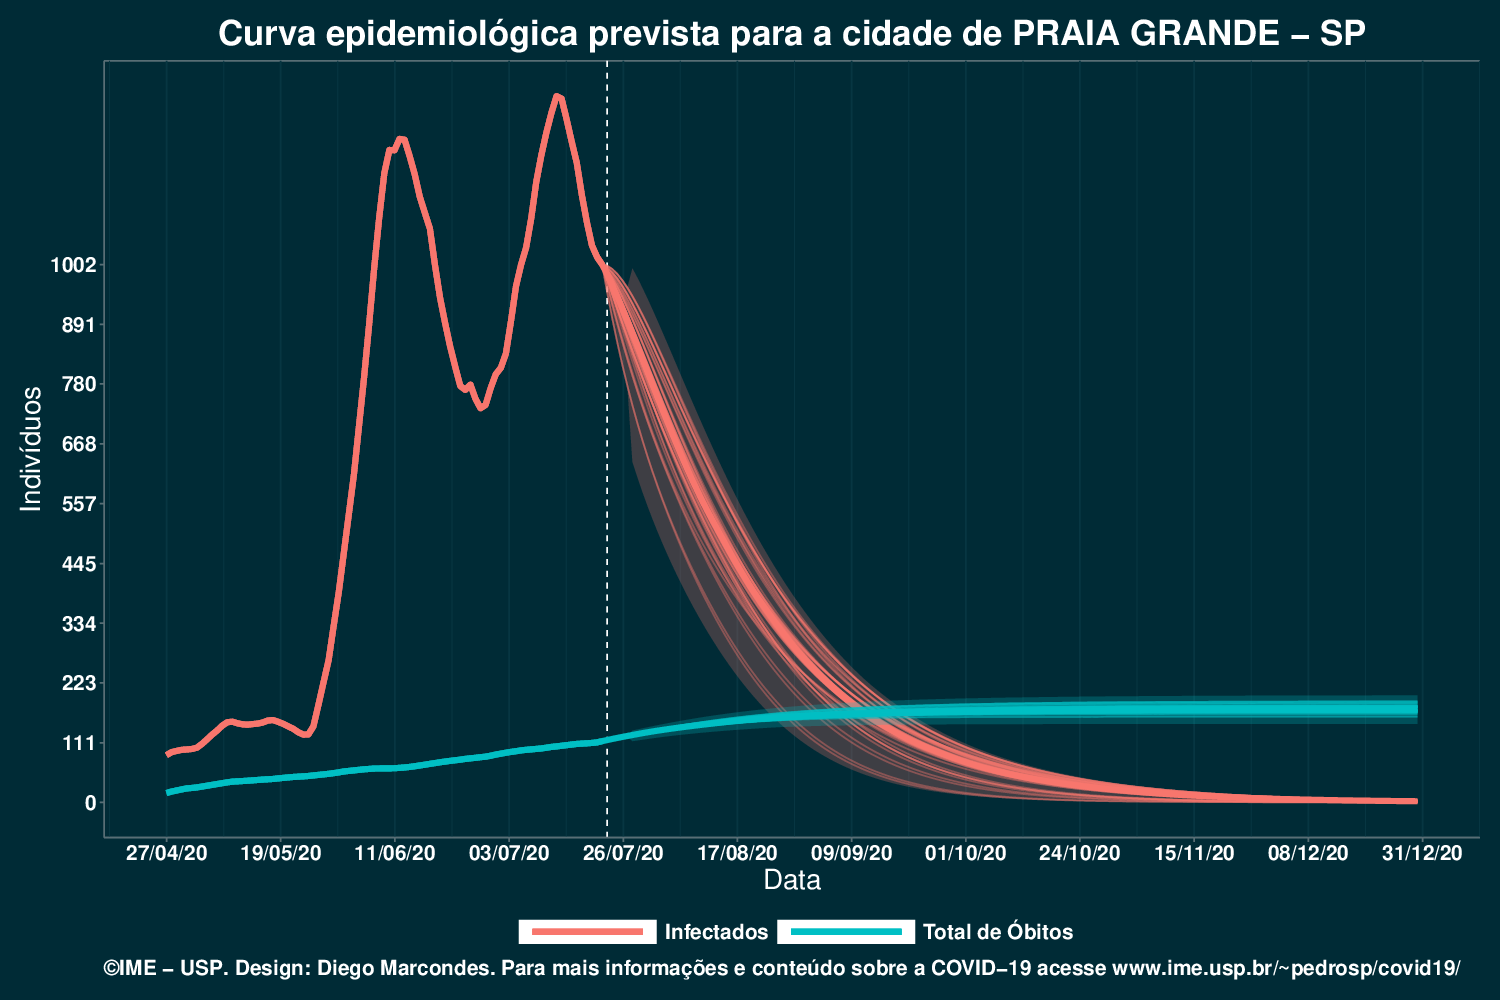 Curva epidemiológica prevista para a cidade de PRAIA GRANDE – SP
Indivíduos
1002
891
780
668
557
445
334
223
111
0
27/04/20 19/05/20 11/06/20 03/07/20 26/07/20 17/08/20 09/09/20 01/10/20 24/10/20 15/11/20 08/12/20 31/12/20
Data
Infectados Total de Óbitos
©IME – USP. Design: Diego Marcondes. Para mais informações e conteúdo sobre a COVID–19 acesse www.ime.usp.br/~pedrosp/covid19/